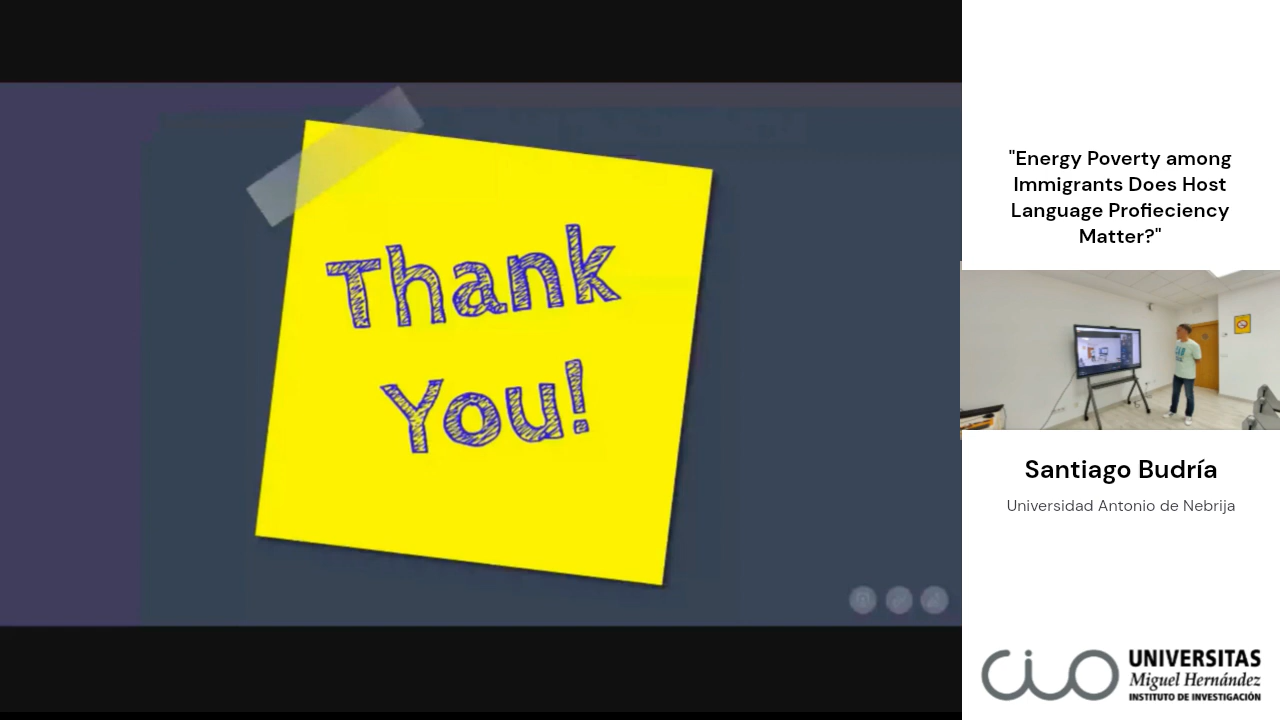 Thank
You!
"Energy Poverty among
Immigrants Does Host
Language Profieciency
Matter?"
Santiago Budría
Universidad Antonio de Nebrija
CIO
UNIVERSITAS
Miguel Hernández
INSTITUTO DE INVESTIGACIÓN